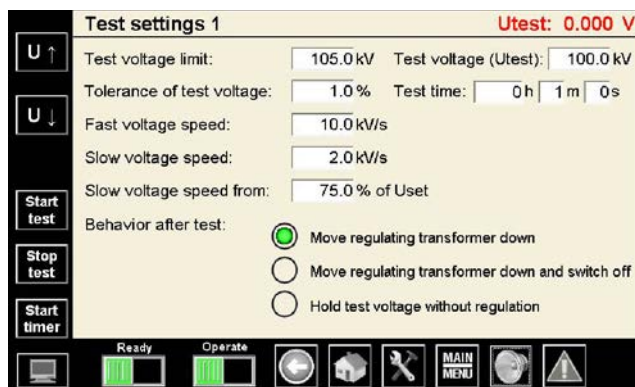 Test settings 1 Utest: 0.000 V
U ↑
Test voltage limit: 105.0 kV Test voltage (Utest): 100.0 kV
Tolerance of test voltage: 1.0 % Test time: 0 h 1 m 0 s
U ↓
Fast voltage speed: 10.0 kV/s
Slow voltage speed: 2.0 kV/s
Slow voltage speed from: 75.0 % of Uset
Start
test
Behavior after test:
Move regulating transformer down
Stop
test
Move regulating transformer down and switch off
Start
timer
Hold test voltage without regulation
Ready Operate
MAIN
MENU